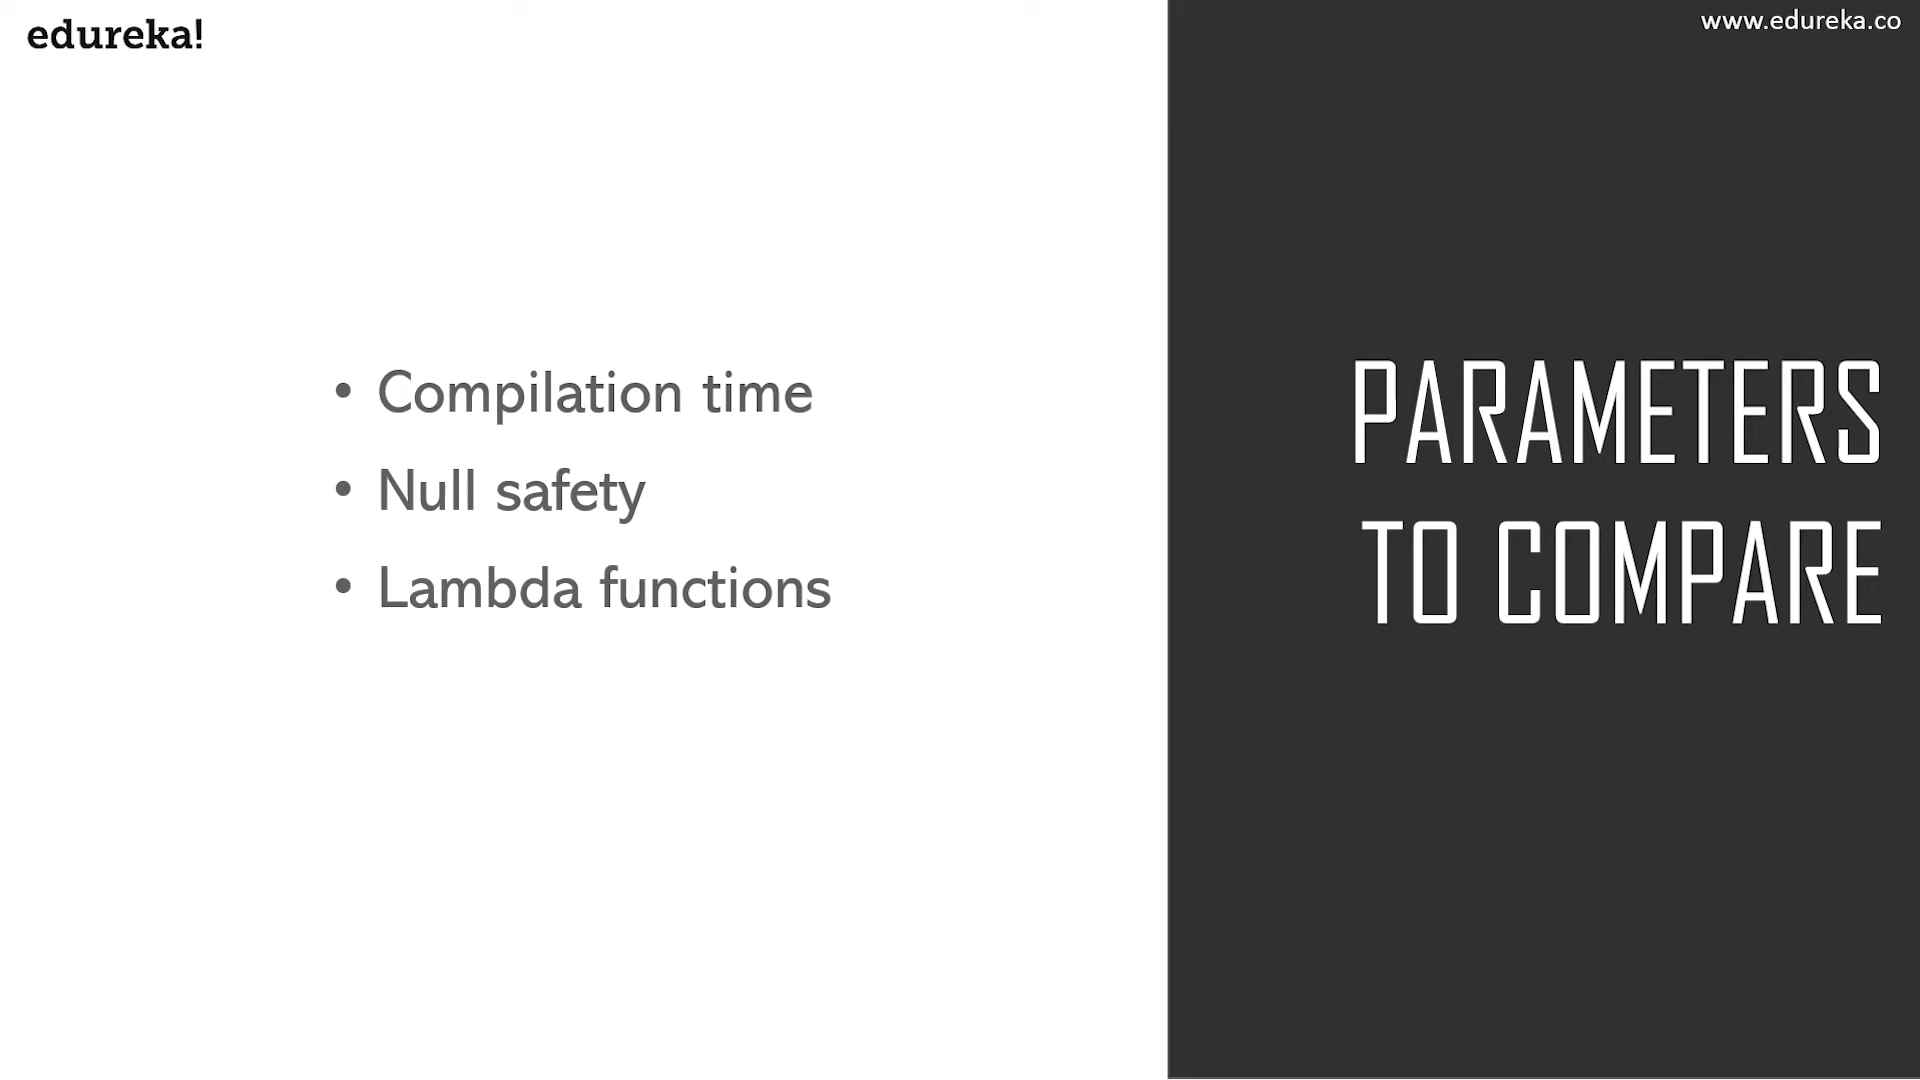 edureka!
www.edureka.co
• Compilation time
• Null safety
• Lambda functions
PARAMETERS
TO COMPARE